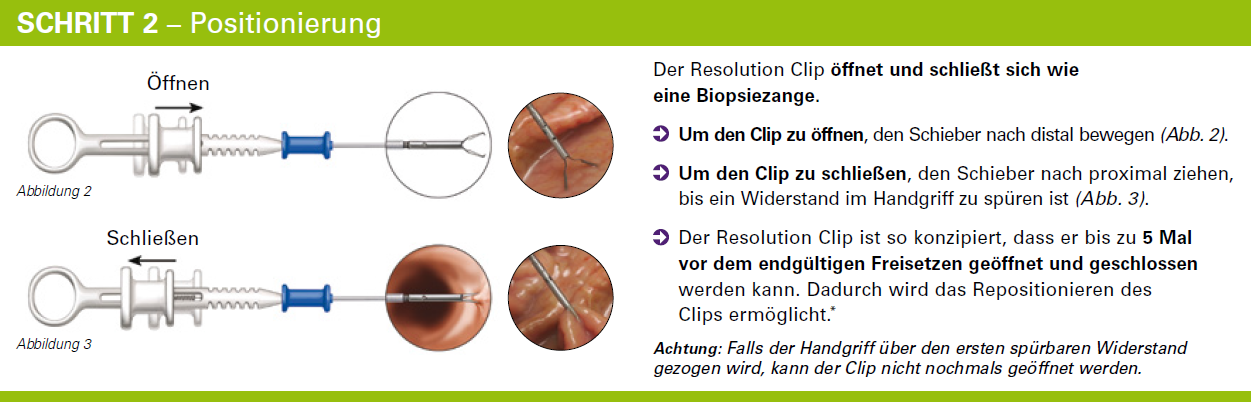 SCHRITT 2 – Positionierung
Öffnen
Abbildung 2
Schließen
Abbildung 3
Der Resolution Clip öffnet und schließt sich wie
eine Biopsiezange.
Um den Clip zu öffnen, den Schieber nach distal bewegen (Abb. 2).
Um den Clip zu schließen, den Schieber nach proximal ziehen,
bis ein Widerstand im Handgriff zu spüren ist (Abb. 3).
Der Resolution Clip ist so konzipiert, dass er bis zu 5 Mal
vor dem endgültigen Freisetzen geöffnet und geschlossen
werden kann. Dadurch wird das Repositionieren des
Clips ermöglicht.*
Achtung: Falls der Handgriff über den ersten spürbaren Widerstand
gezogen wird, kann der Clip nicht nochmals geöffnet werden.